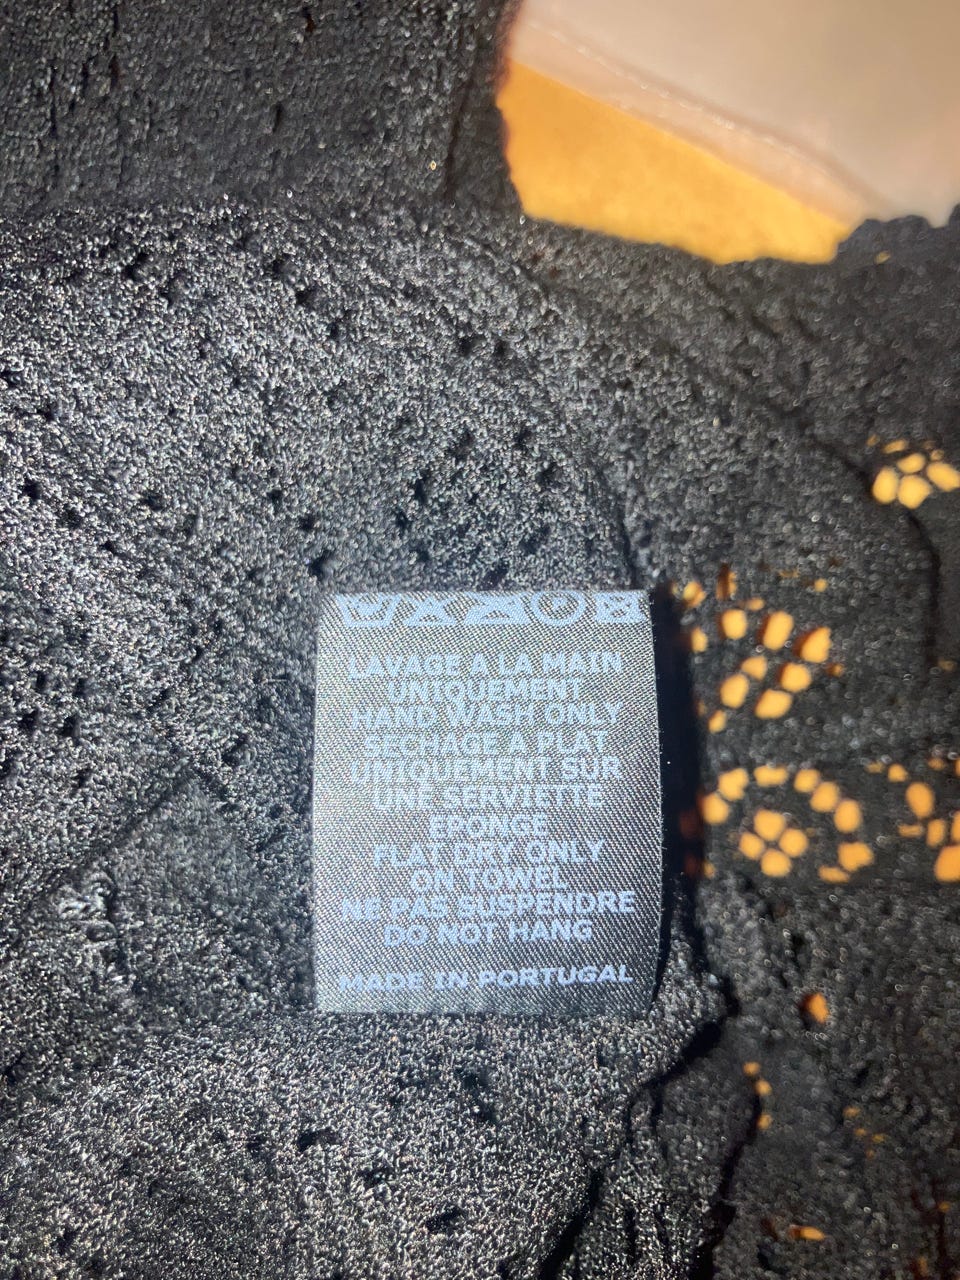 LAVAGE A LA MAIN
UNIQUEMENT
HAND WASH ONLY
SECHAGE A PLAT
UNIQUEMENT SUR
UNE SERVIETTE
EPONGE
FLAT DRY ONLY
ON TOWEL
NE PAS SUSPENDRE
DO NOT HANG
MADE IN PORTUGAL